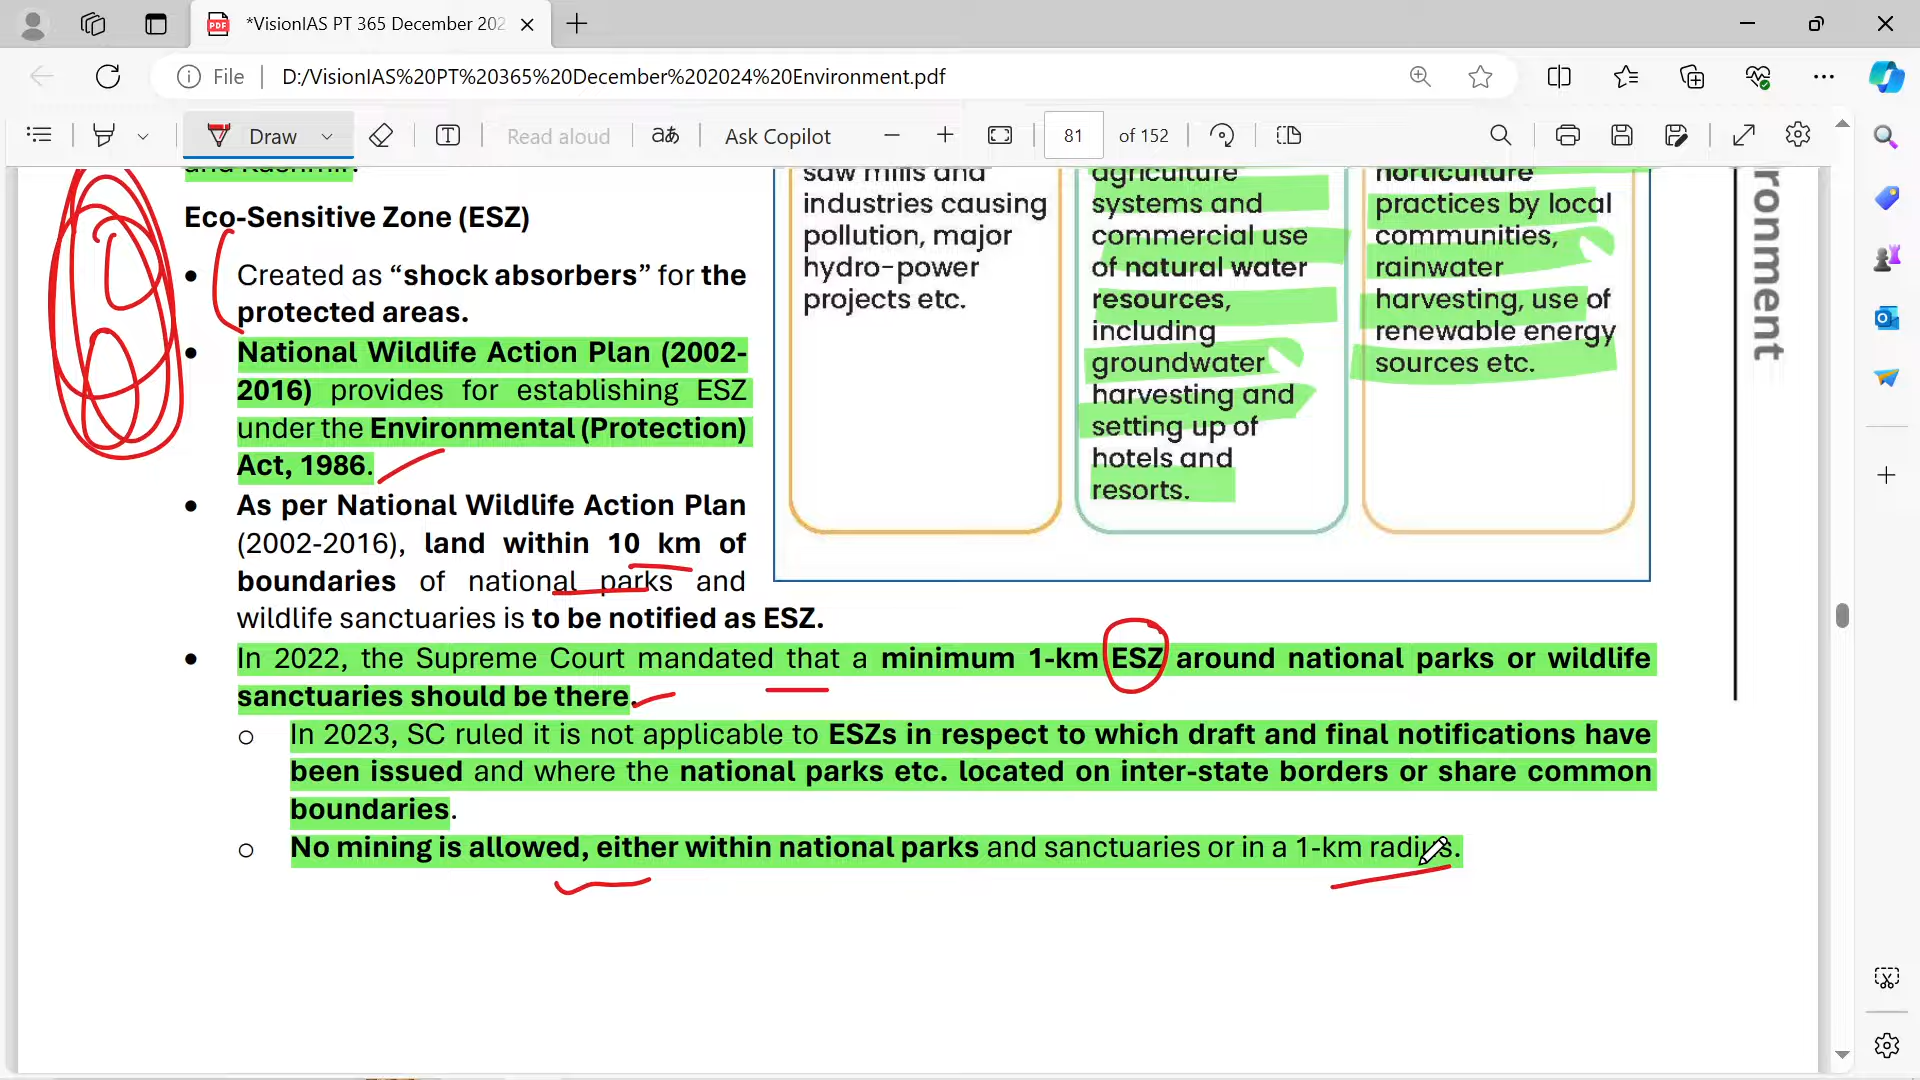 *VisionIAS PT 365 December 202
File
D:/VisionIAS%20PT%20365%20December%202024%20Environment.pdf
Draw
Read aloud
aあ
Ask Copilot
81
of 152
and Kashmir.
Eco-Sensitive Zone (ESZ)
• Created as “shock absorbers” for the
protected areas.
• National Wildlife Action Plan (2002-
2016) provides for establishing ESZ
under the Environmental (Protection)
Act, 1986.
• As per National Wildlife Action Plan
(2002-2016), land within 10 km of
boundaries of national parks and
wildlife sanctuaries is to be notified as ESZ.
• In 2022, the Supreme Court mandated that a minimum 1-km ESZ around national parks or wildlife
sanctuaries should be there.
o In 2023, SC ruled it is not applicable to ESZs in respect to which draft and final notifications have
been issued and where the national parks etc. located on inter-state borders or share common
boundaries.
o No mining is allowed, either within national parks and sanctuaries or in a 1-km radius.
saw mills and
industries causing
pollution, major
hydro-power
projects etc.
agriculture
systems and
commercial use
of natural water
resources,
including
groundwater
harvesting and
setting up of
hotels and
resorts.
horticulture
practices by local
communities,
rainwater
harvesting, use of
renewable energy
sources etc.
ronment